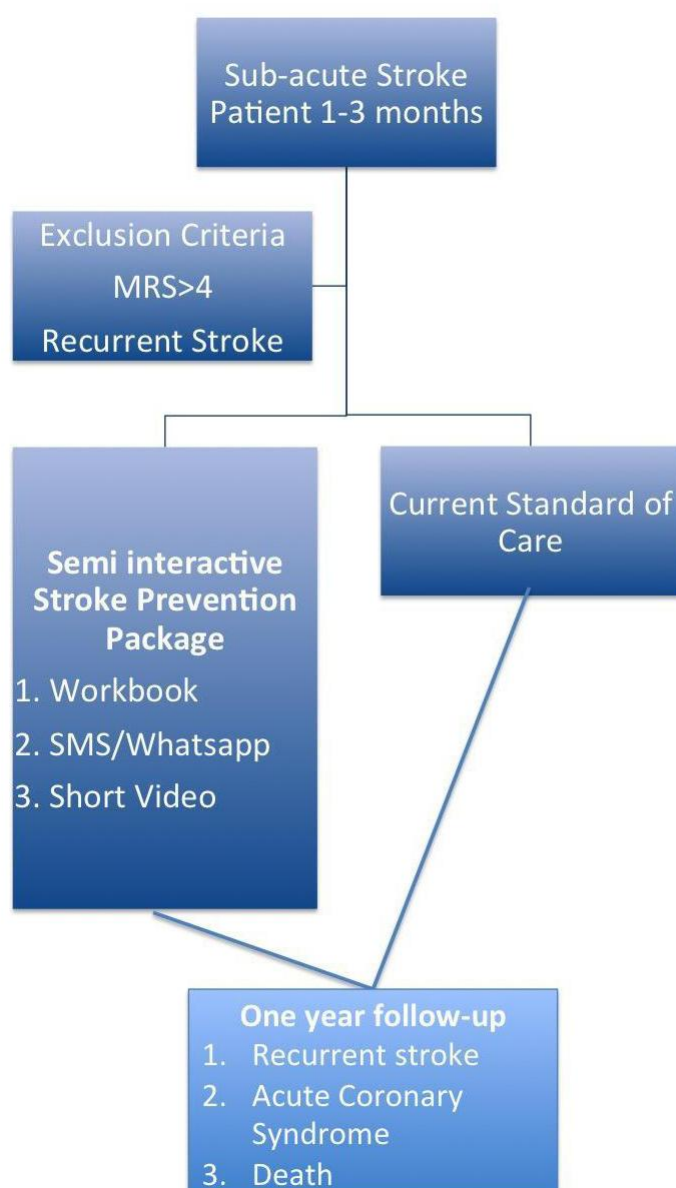 Sub-acute Stroke
Patient 1-3 months
Exclusion Criteria
MRS>4
Recurrent Stroke
Semi interactive
Stroke Prevention
Package
1. Workbook
2. SMS/Whatsapp
3. Short Video
Current Standard of
Care
One year follow-up
1. Recurrent stroke
2. Acute Coronary
Syndrome
3. Death